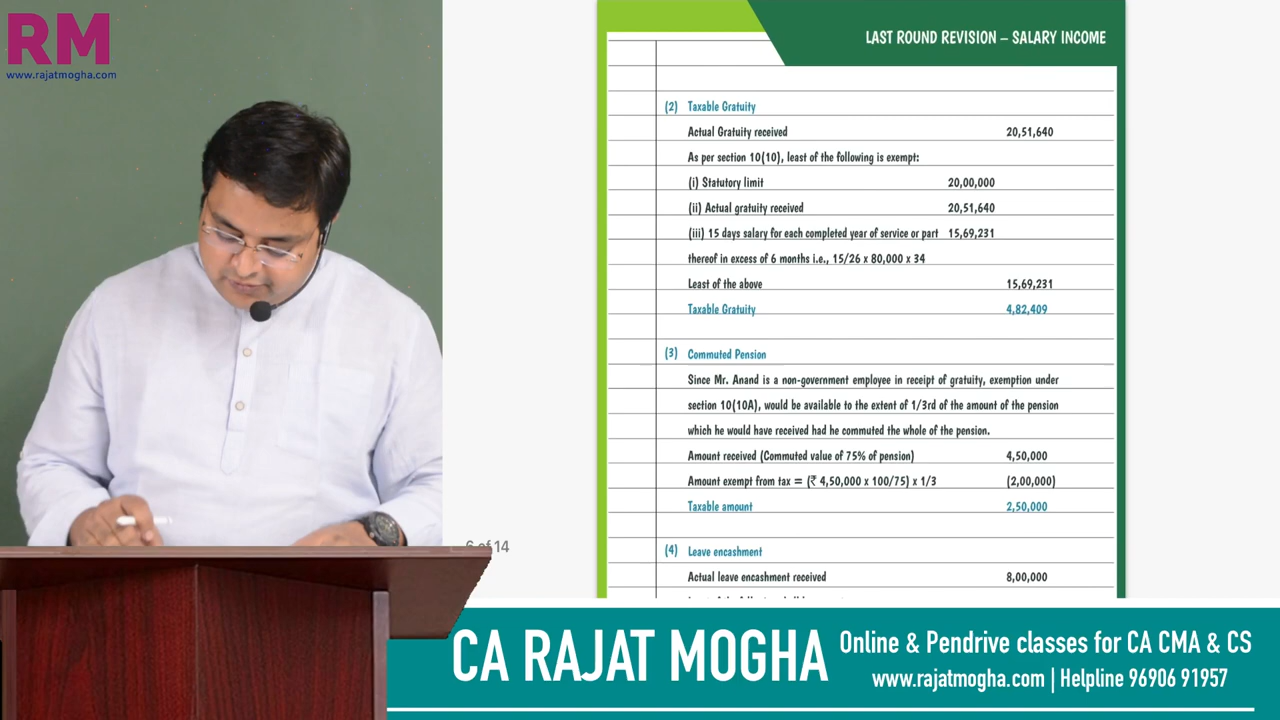 RM
www.rajatmogha.com
LAST ROUND REVISION – SALARY INCOME
(2) Taxable Gratuity
Actual Gratuity received 20,51,640
As per section 10(10), least of the following is exempt:
(i) Statutory limit 20,00,000
(ii) Actual gratuity received 20,51,640
(iii) 15 days salary for each completed year of service or part 15,69,231
thereof in excess of 6 months i.e., 15/26 x 80,000 x 34
Least of the above 15,69,231
Taxable Gratuity 4,82,409
(3) Commuted Pension
Since Mr. Anand is a non-government employee in receipt of gratuity, exemption under
section 10(10A), would be available to the extent of 1/3rd of the amount of the pension
which he would have received had he commuted the whole of the pension.
Amount received (Commuted value of 75% of pension) 4,50,000
Amount exempt from tax = (₹ 4,50,000 x 100/75) x 1/3 (2,00,000)
Taxable amount 2,50,000
(4) Leave encashment
Actual leave encashment received 8,00,000
6 of 14
CA RAJAT MOGHA
Online & Pendrive classes for CA CMA & CS
www.rajatmogha.com | Helpline 96906 91957